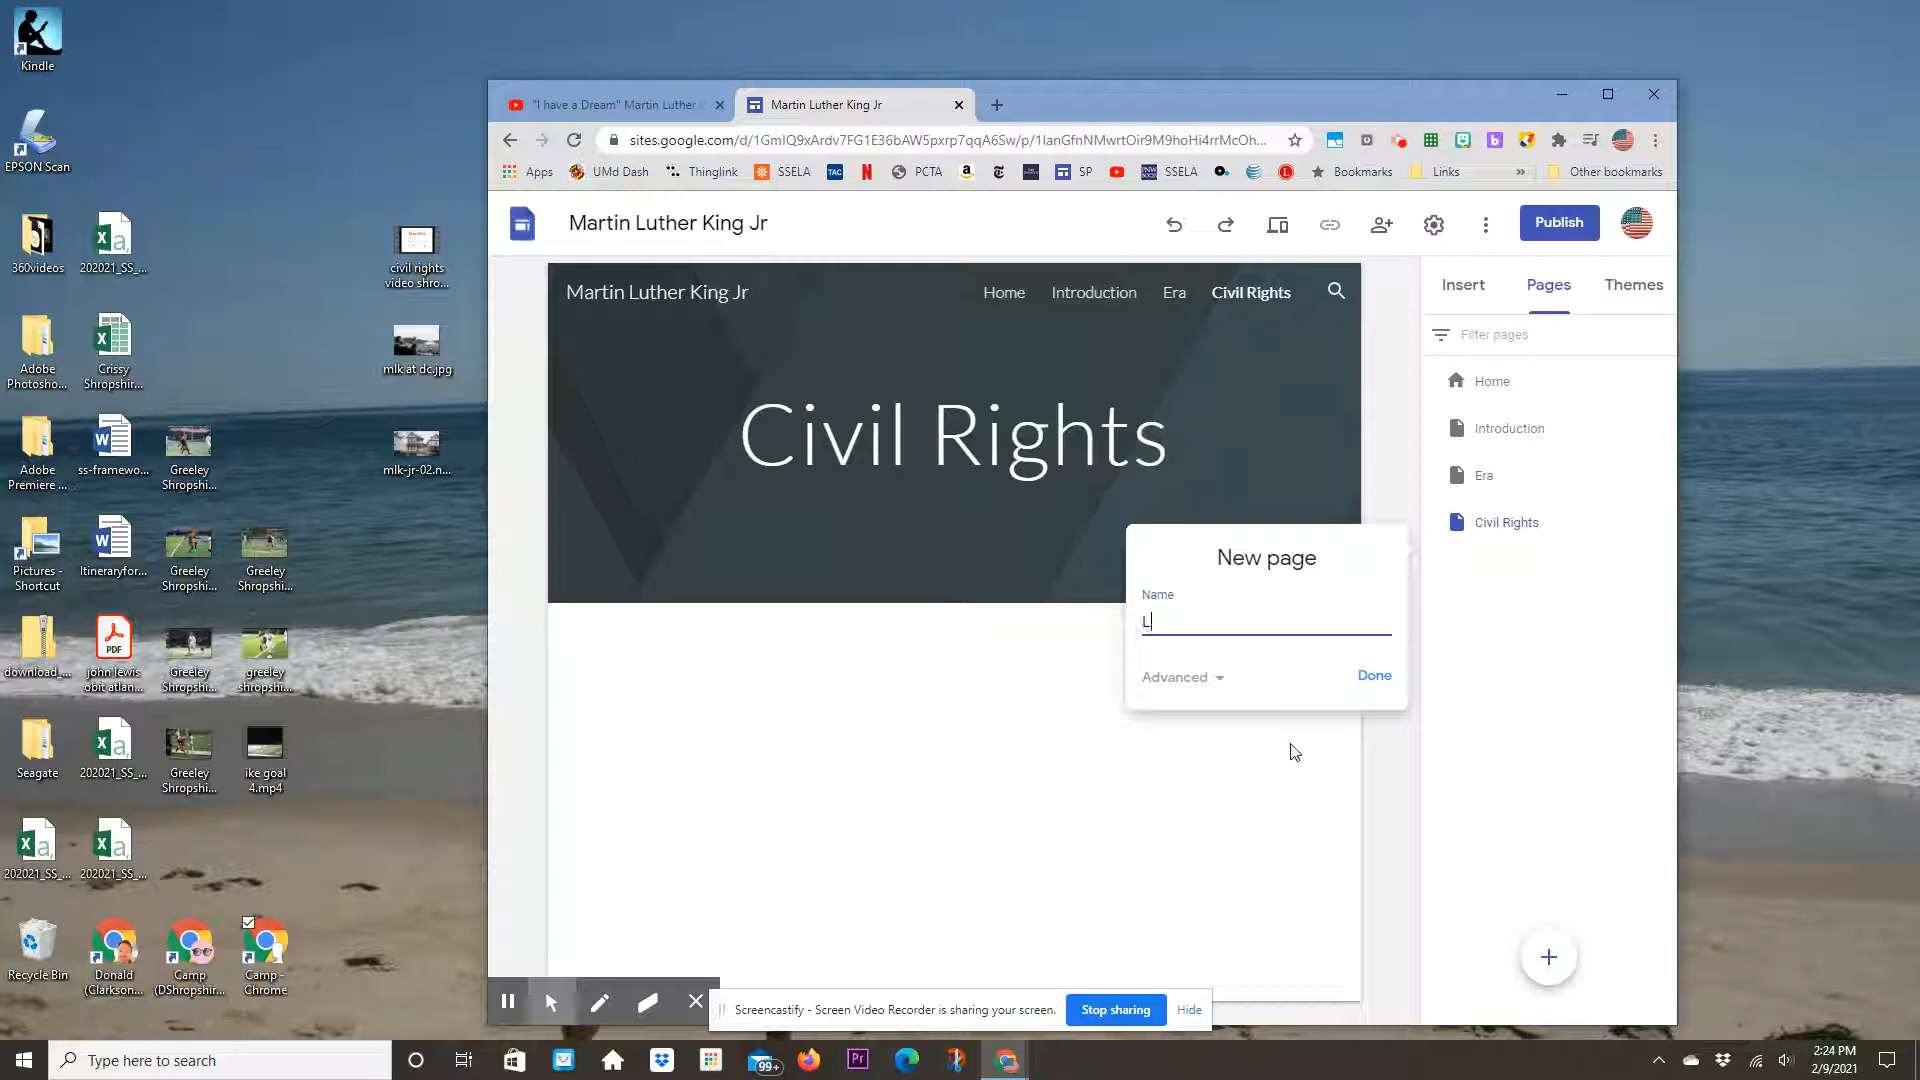 Kindle
EPSON Scan
360videos
202021_SS_...
civil rights
video shro...
Adobe
Photosho...
Crissy
Shropshir...
mlk at dc.jpg
Adobe
Premiere ...
ss-framewo...
Greeley
Shropshi...
mlk-jr-02.n...
Pictures -
Shortcut
Itineraryfor...
Greeley
Shropshi...
Greeley
Shropshi...
download_...
PDF
john lewis
obit atlan...
Greeley
Shropshi...
greeley
shropshi...
Seagate
202021_SS_...
Greeley
Shropshi...
ike goal
4.mp4
202021_SS_...
202021_SS_...
Recycle Bin
Donald
(Clarkson...
Camp
(DShropshir...
Camp -
Chrome
"I have a Dream" Martin Luther
Martin Luther King Jr
sites.google.com/d/1GmIQ9xArdv7FG1E36bAW5pxrp7qqA6Sw/p/1IanGfnNMwrtOir9M9hoHi4rrMcOh...
Apps
UMd Dash
Thinglink
SSELA
TAC
PCTA
SP
SSELA
Bookmarks
Links
»
Other bookmarks
Martin Luther King Jr
Publish
Martin Luther King Jr
Home
Introduction
Era
Civil Rights
Civil Rights
New page
Name
L
Advanced
Done
Insert
Pages
Themes
Filter pages
Home
Introduction
Era
Civil Rights
Screencastify - Screen Video Recorder is sharing your screen.
Stop sharing
Hide
Type here to search
99+
Pr
2:24 PM
2/9/2021